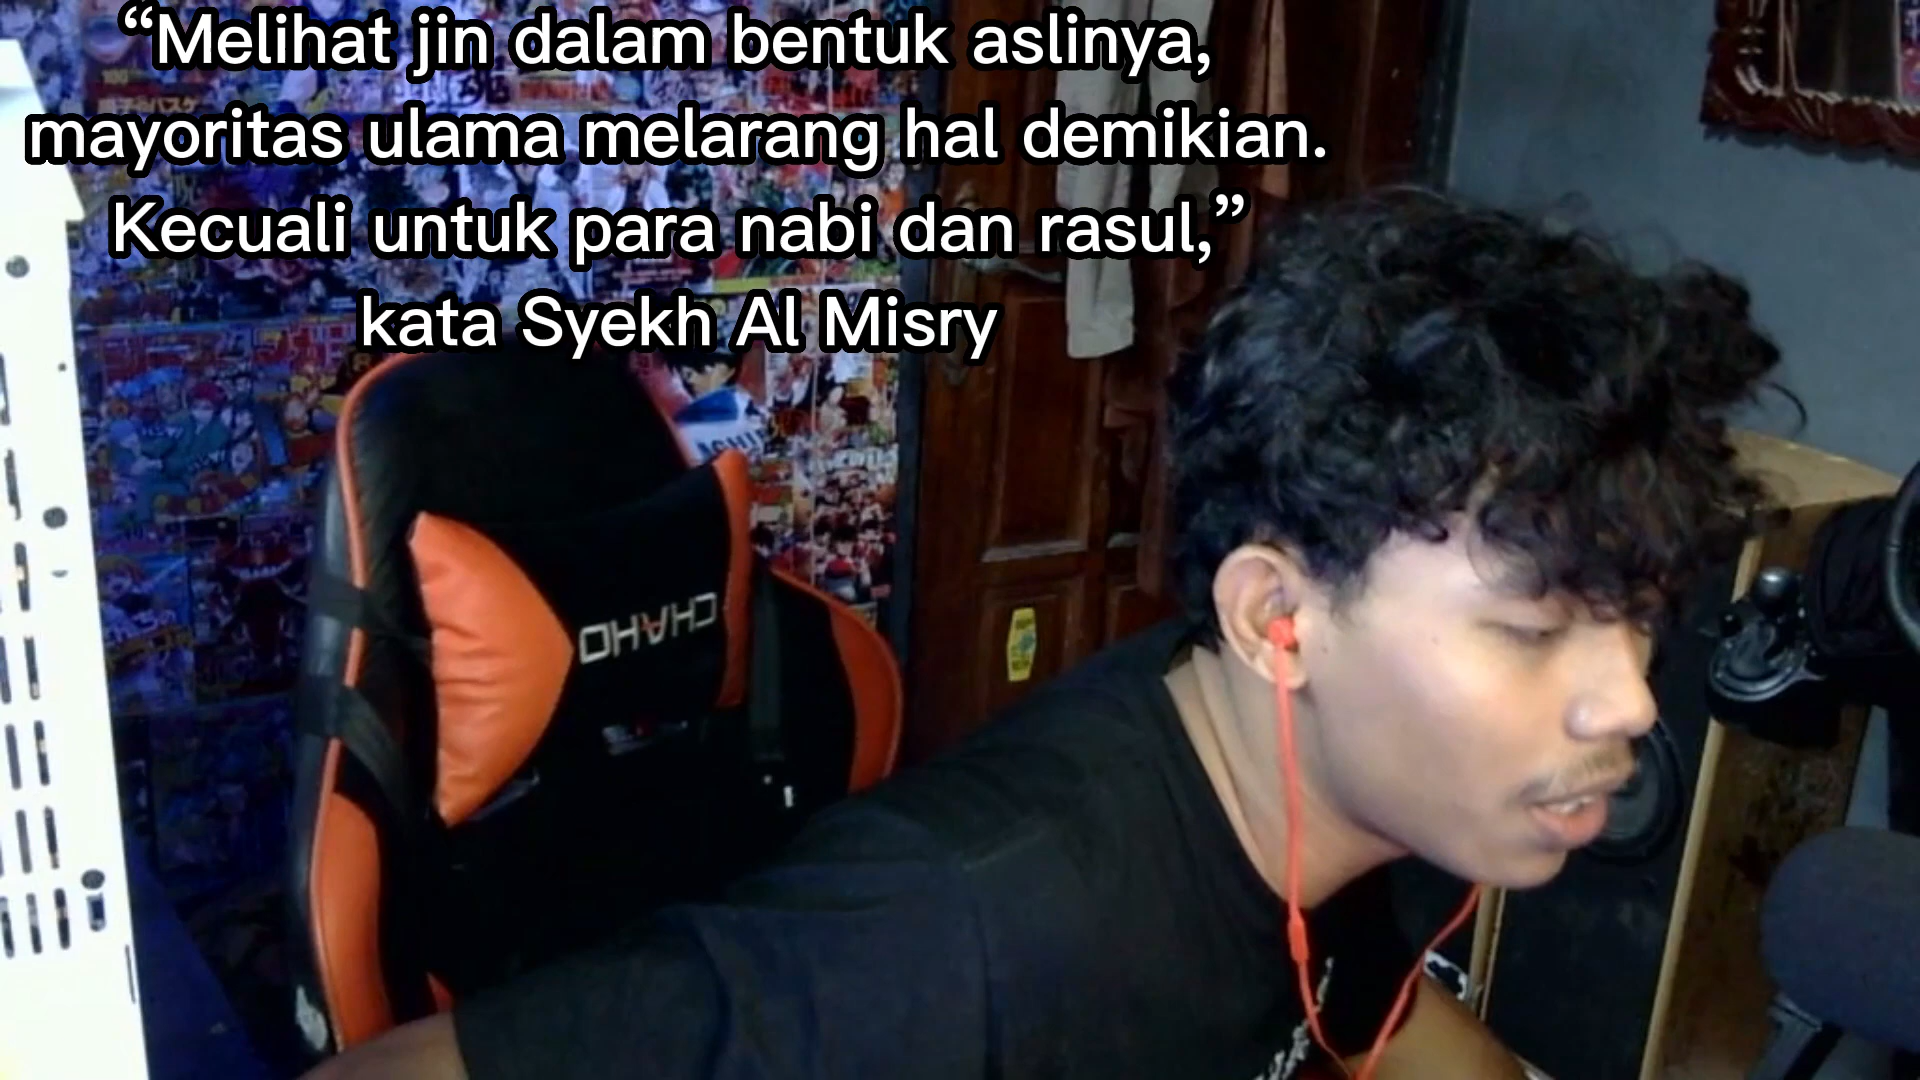 “Melihat jin dalam bentuk aslinya,
mayoritas ulama melarang hal demikian.
Kecuali untuk para nabi dan rasul,”
kata Syekh Al Misry
CHAHO